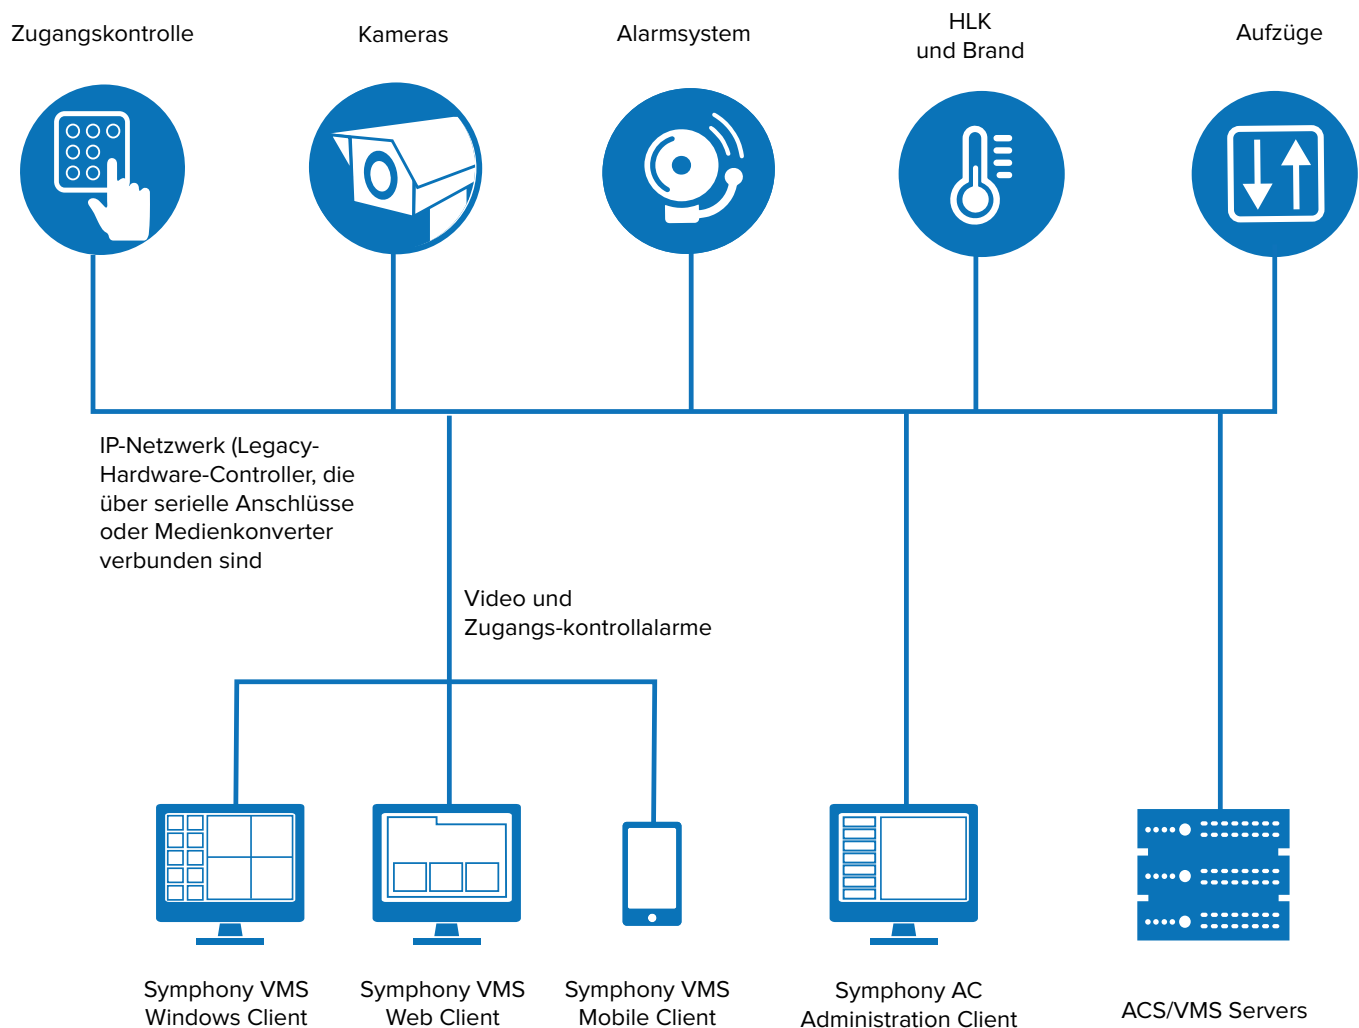 Zugangskontrolle
Kameras
Alarmsystem
HLK
und Brand
Aufzüge
IP-Netzwerk (Legacy-
Hardware-Controller, die
über serielle Anschlüsse
oder Medienkonverter
verbunden sind
Video und
Zugangs-kontrollalarme
Symphony VMS
Windows Client
Symphony VMS
Web Client
Symphony VMS
Mobile Client
Symphony AC
Administration Client
ACS/VMS Servers